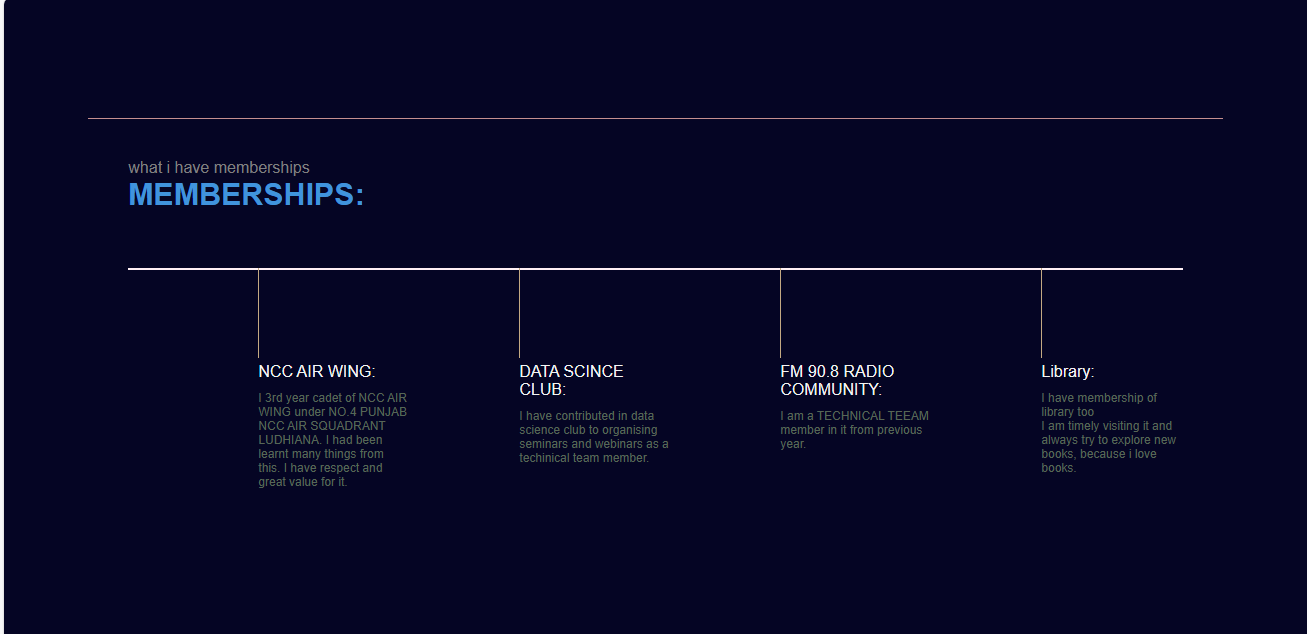 what i have memberships
MEMBERSHIPS:
NCC AIR WING:
I 3rd year cadet of NCC AIR
WING under NO.4 PUNJAB
NCC AIR SQUADRANT
LUDHIANA. I had been
learnt many things from
this. I have respect and
great value for it.
DATA SCINCE
CLUB:
I have contributed in data
science club to organising
seminars and webinars as a
techinical team member.
FM 90.8 RADIO
COMMUNITY:
I am a TECHNICAL TEEAM
member in it from previous
year.
Library:
I have membership of
library too
I am timely visiting it and
always try to explore new
books, because i love
books.